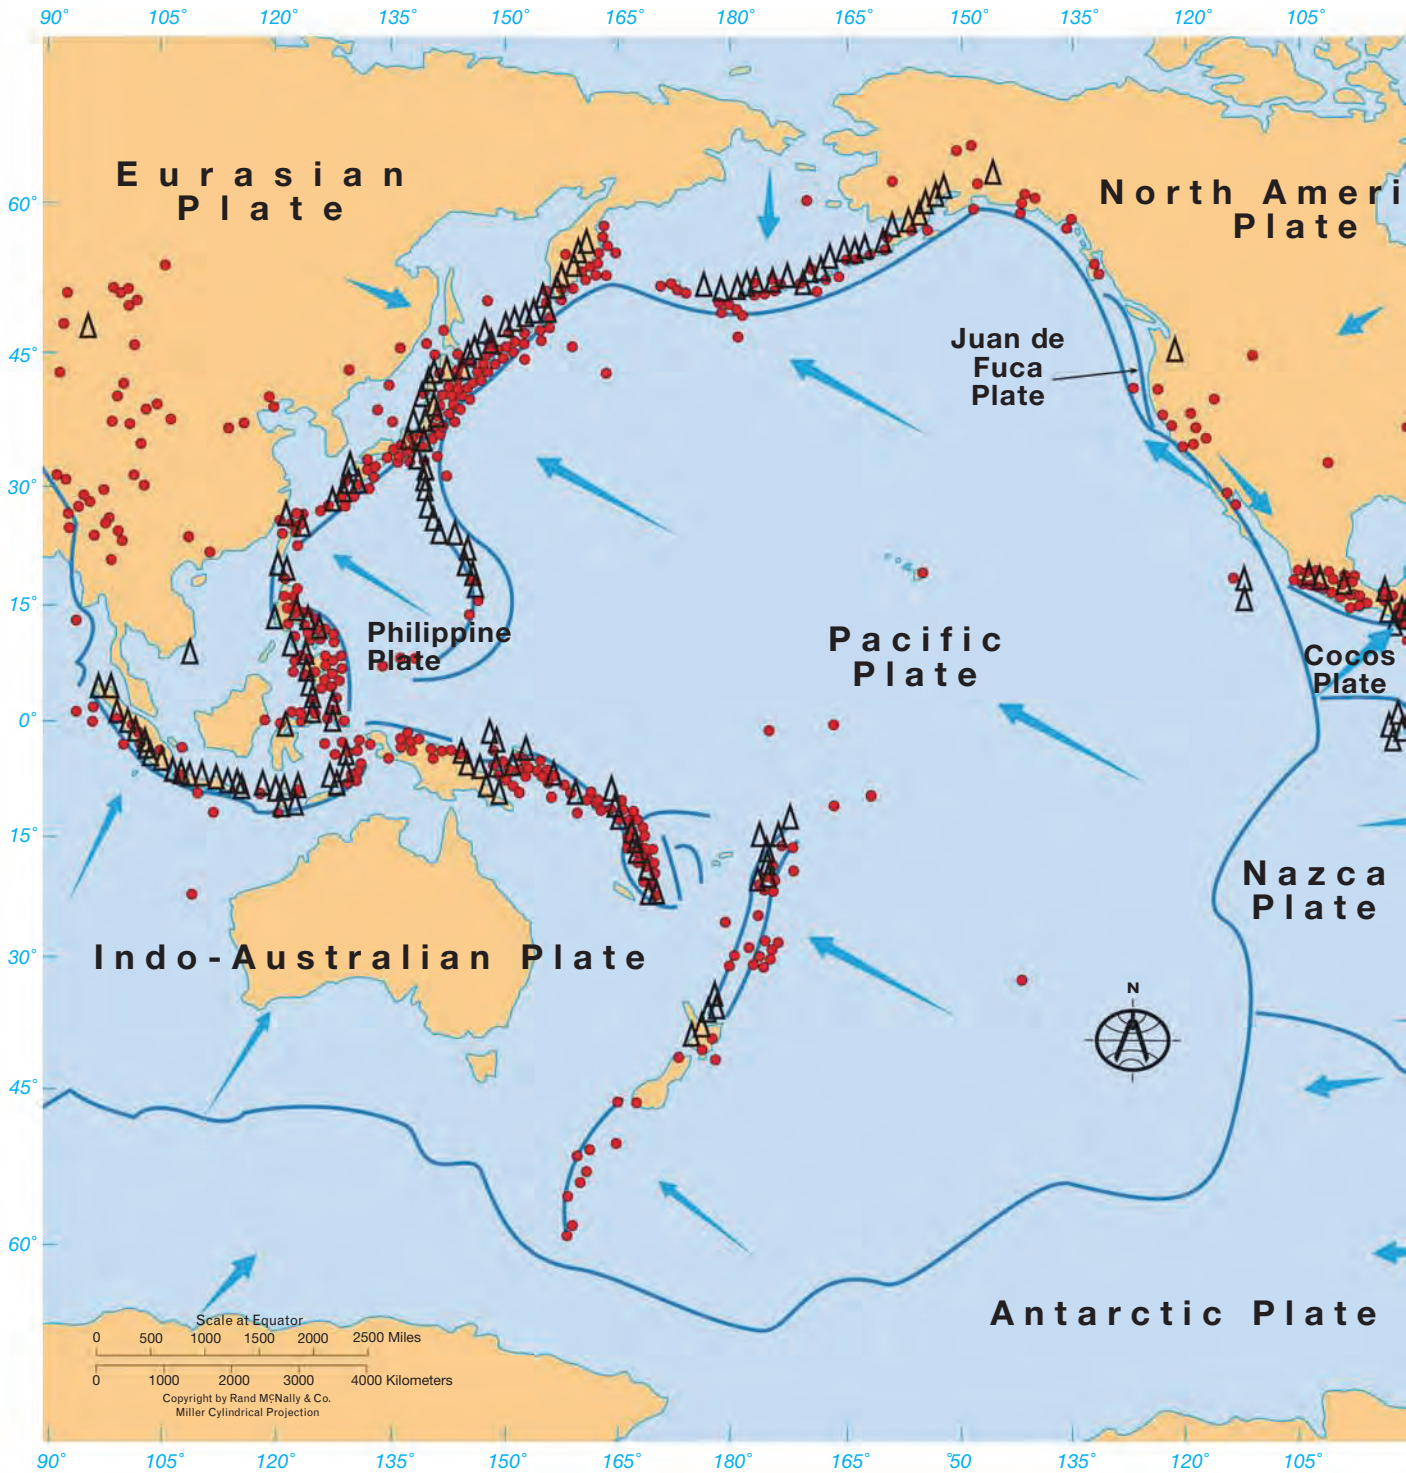 90° 105° 120° 135° 150° 165° 180° 165° 150° 135° 120° 105°
Eurasian
Plate
North Ameri
Plate
60°
45°
Juan de
Fuca
Plate
30°
15°
Philippine
Plate
Pacific
Plate
Cocos
Plate
0°
15°
Nazca
Plate
Indo-Australian Plate
30°
N
45°
60°
Antarctic Plate
Scale at Equator
0 500 1000 1500 2000 2500 Miles
0 1000 2000 3000 4000 Kilometers
Copyright by Rand McNally & Co.
Miller Cylindrical Projection
90° 105° 120° 135° 150° 165° 180° 165° 50° 135° 120° 105°